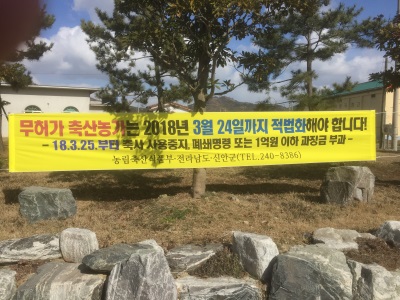 무허가 축산농가는 2018년 3월 24일까지 적법화해야 합니다!
- 18.3.25.부터 축사 사용중지, 폐쇄명령 또는 1억원 이하 과징금 부과 -
농림축산식품부·전라남도·신안군(TEL.240-8386)